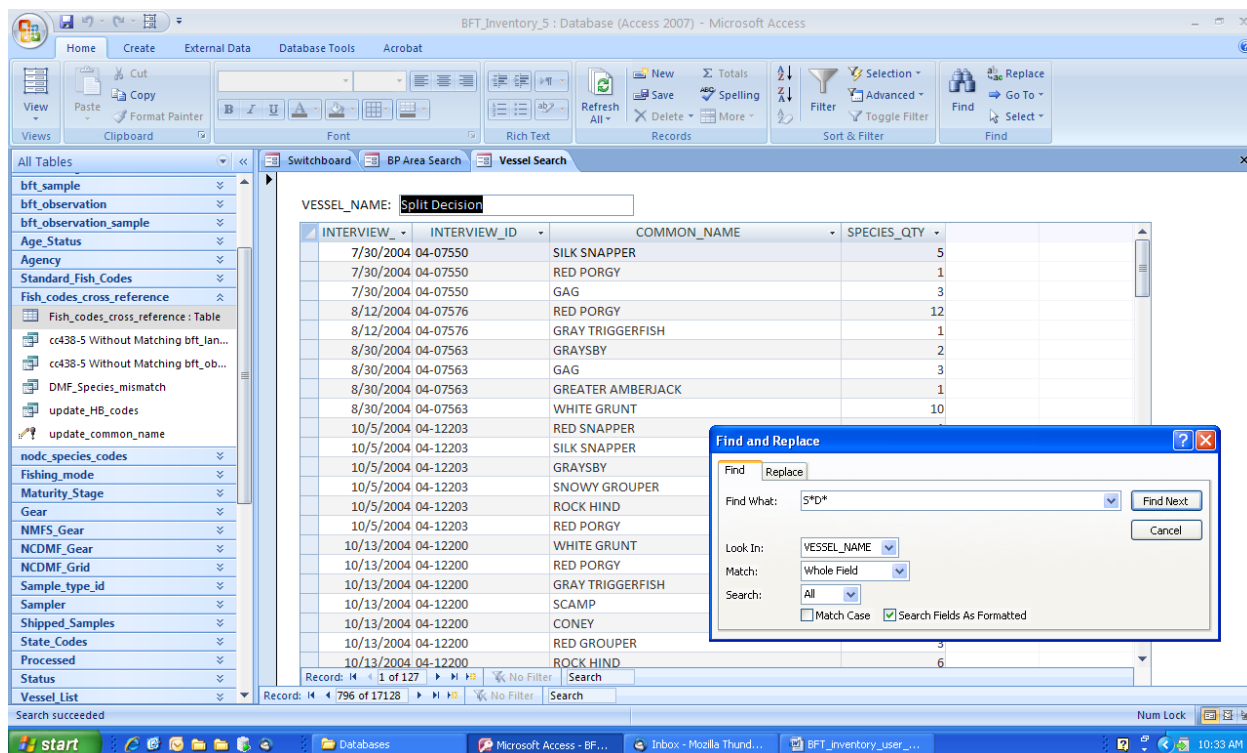 BFT_Inventory_5 : Database (Access 2007) - Microsoft Access
Home Create External Data Database Tools Acrobat
View
Paste
Cut
Copy
Format Painter
B I U A
Refresh All
New
Save
Delete
Totals
Spelling
More
Filter
Selection
Advanced
Toggle Filter
Find
Replace
Go To
Select
Views Clipboard Font Rich Text Records Sort & Filter Find
All Tables
Switchboard BP Area Search Vessel Search
bft_sample
bft_observation
bft_observation_sample
Age_Status
Agency
Standard_Fish_Codes
Fish_codes_cross_reference
Fish_codes_cross_reference : Table
cc438-5 Without Matching bft_lan...
cc438-5 Without Matching bft_ob...
DMF_Species_mismatch
update_HB_codes
update_common_name
nodc_species_codes
Fishing_mode
Maturity_Stage
Gear
NMFS_Gear
NCDMF_Gear
NCDMF_Grid
Sample_type_id
Sampler
Shipped_Samples
State_Codes
Processed
Status
Vessel_List
VESSEL_NAME: Split Decision
INTERVIEW_ INTERVIEW_ID COMMON_NAME SPECIES_QTY
7/30/2004 04-07550 SILK SNAPPER 5
7/30/2004 04-07550 RED PORGY 1
7/30/2004 04-07550 GAG 3
8/12/2004 04-07576 RED PORGY 12
8/12/2004 04-07576 GRAY TRIGGERFISH 1
8/30/2004 04-07563 GRAYSBY 2
8/30/2004 04-07563 GAG 3
8/30/2004 04-07563 GREATER AMBERJACK 1
8/30/2004 04-07563 WHITE GRUNT 10
10/5/2004 04-12203 RED SNAPPER
10/5/2004 04-12203 SILK SNAPPER
10/5/2004 04-12203 GRAYSBY
10/5/2004 04-12203 SNOWY GROUPER
10/5/2004 04-12203 ROCK HIND
10/5/2004 04-12203 RED PORGY
10/13/2004 04-12200 WHITE GRUNT
10/13/2004 04-12200 RED PORGY
10/13/2004 04-12200 GRAY TRIGGERFISH
10/13/2004 04-12200 SCAMP
10/13/2004 04-12200 CONEY
10/13/2004 04-12200 RED GROUPER 3
10/13/2004 04-12200 ROCK HIND 6
Record: 1 of 127 No Filter Search
Record: 796 of 17128 No Filter Search
Find and Replace
Find Replace
Find What: S*D* Find Next
Cancel
Look In: VESSEL_NAME
Match: Whole Field
Search: All
Match Case Search Fields As Formatted
Search succeeded Num Lock
start Databases Microsoft Access - BF... Inbox - Mozilla Thund... BFT_inventory_user_... 10:33 AM